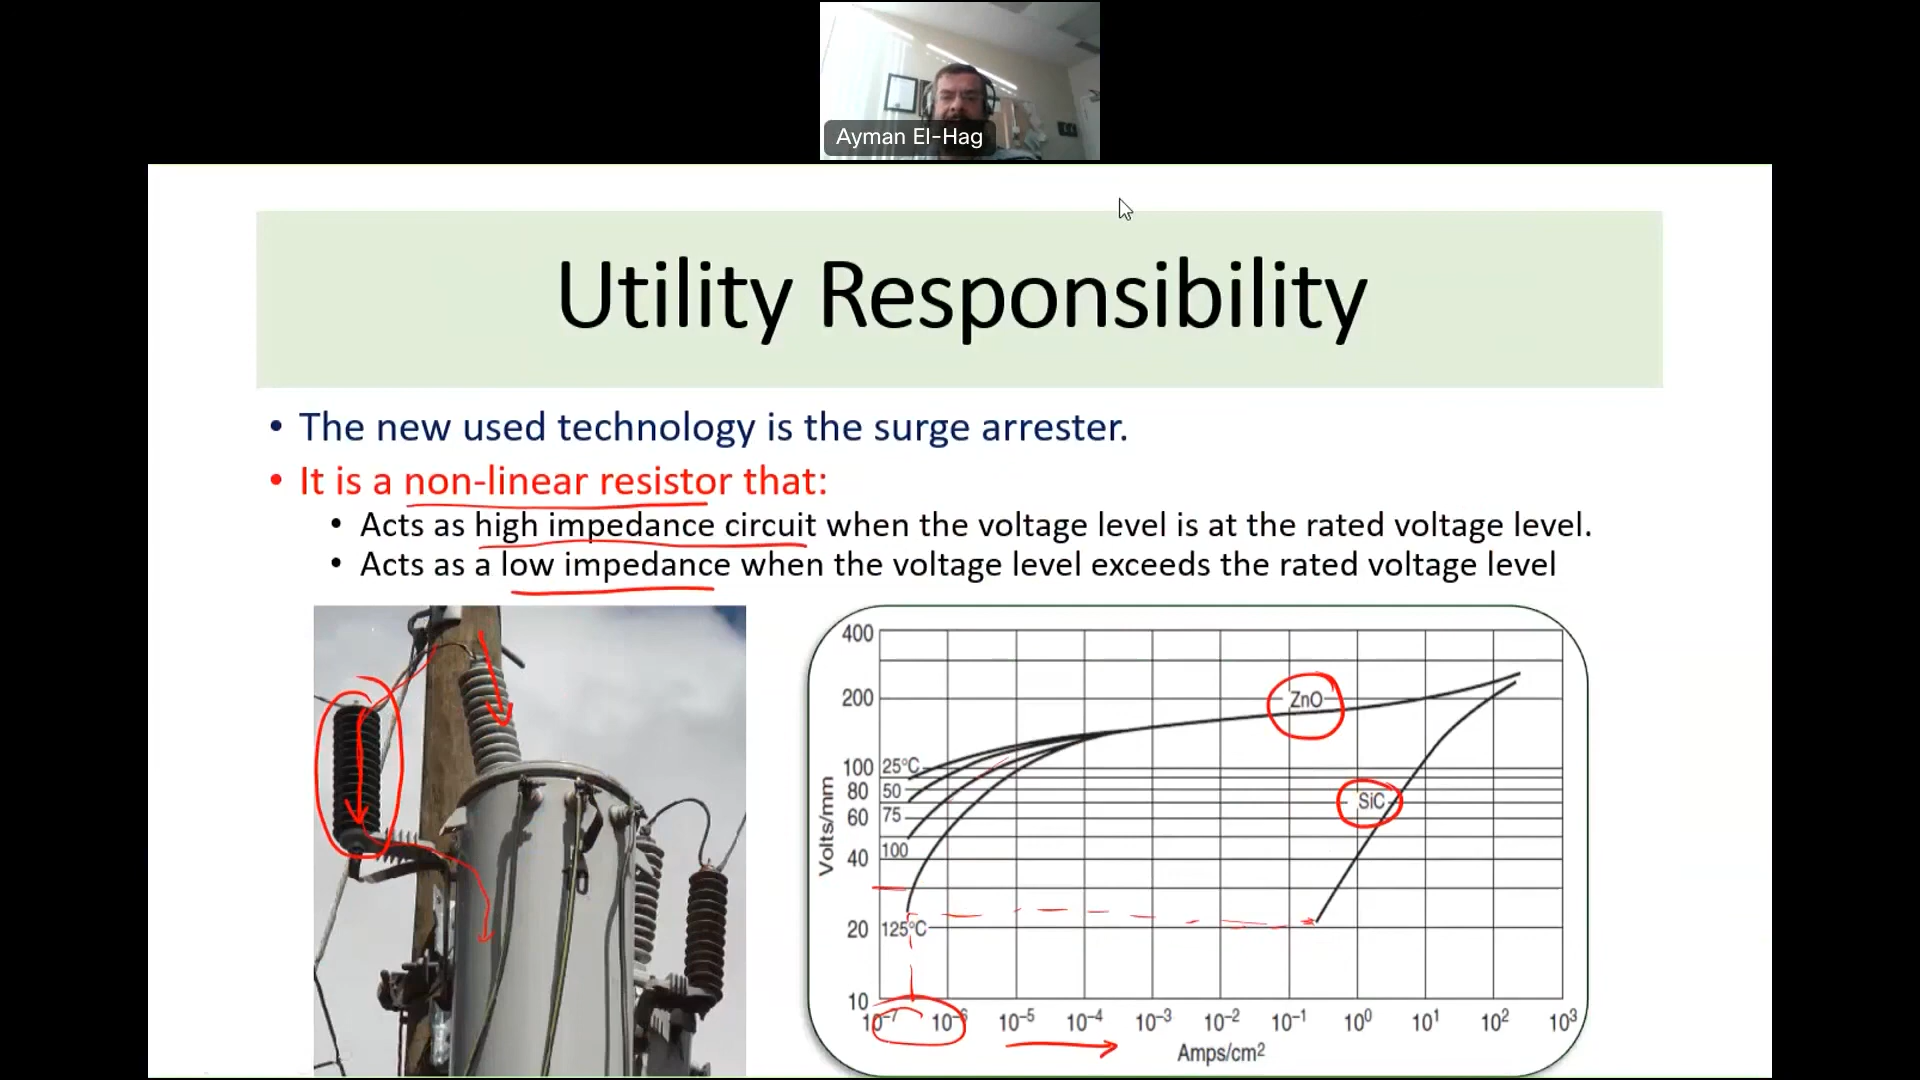 Ayman El-Hag
Utility Responsibility
• The new used technology is the surge arrester.
• It is a non-linear resistor that:
• Acts as high impedance circuit when the voltage level is at the rated voltage level.
• Acts as a low impedance when the voltage level exceeds the rated voltage level
400
200
100
80
60
40
20
10
Volts/mm
25°C
50
75
100
125°C
ZnO
SiC
10⁻⁷ 10⁻⁶ 10⁻⁵ 10⁻⁴ 10⁻³ 10⁻² 10⁻¹ 10⁰ 10¹ 10² 10³
Amps/cm²